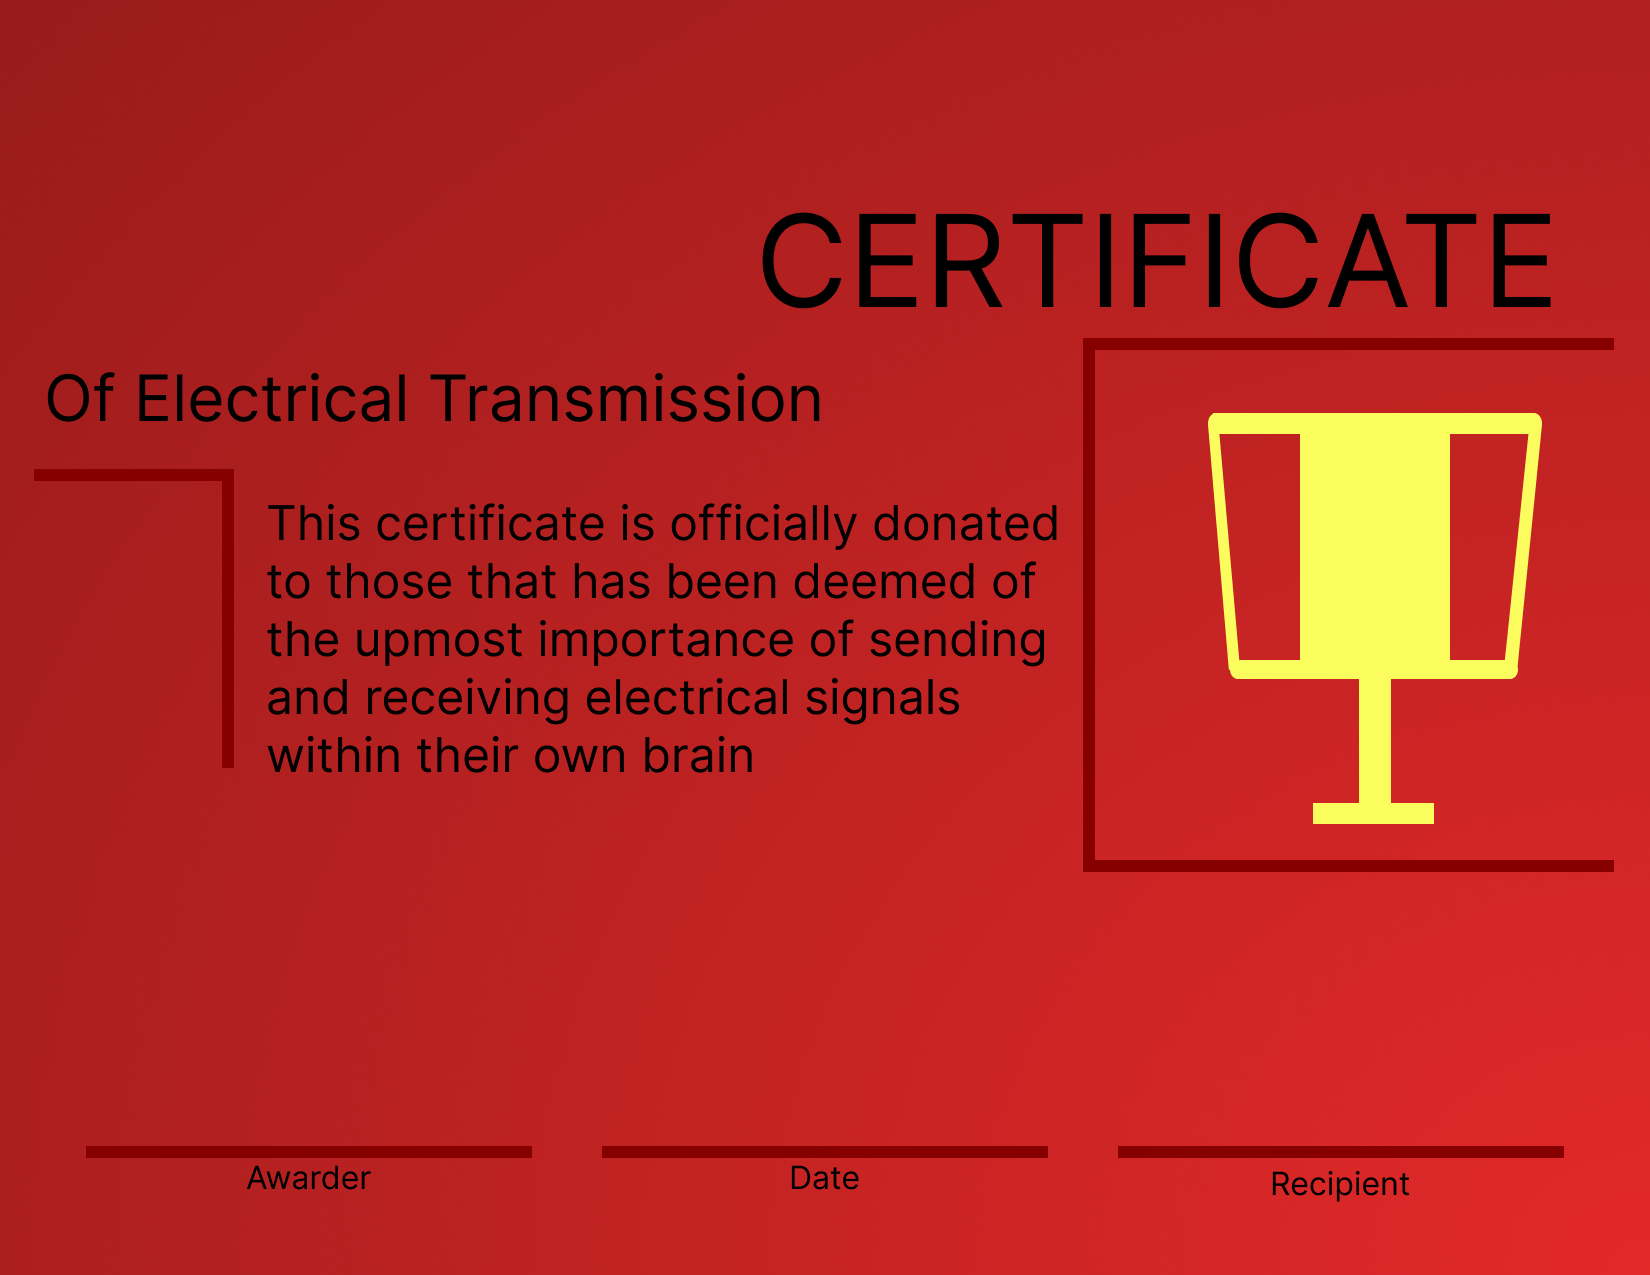 CERTIFICATE
Of Electrical Transmission
This certificate is officially donated
to those that has been deemed of
the upmost importance of sending
and receiving electrical signals
within their own brain
Awarder
Date
Recipient